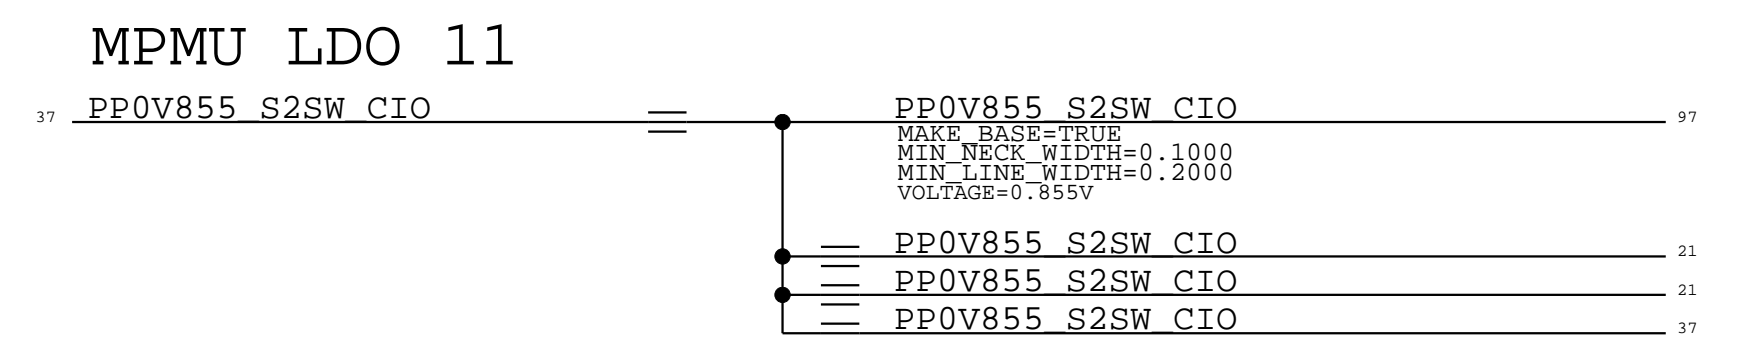 MPMU LDO 11
37 PP0V855_S2SW_CIO PP0V855_S2SW_CIO 97
MAKE_BASE=TRUE
MIN_NECK_WIDTH=0.1000
MIN_LINE_WIDTH=0.2000
VOLTAGE=0.855V
PP0V855_S2SW_CIO 21
PP0V855_S2SW_CIO 21
PP0V855_S2SW_CIO 37